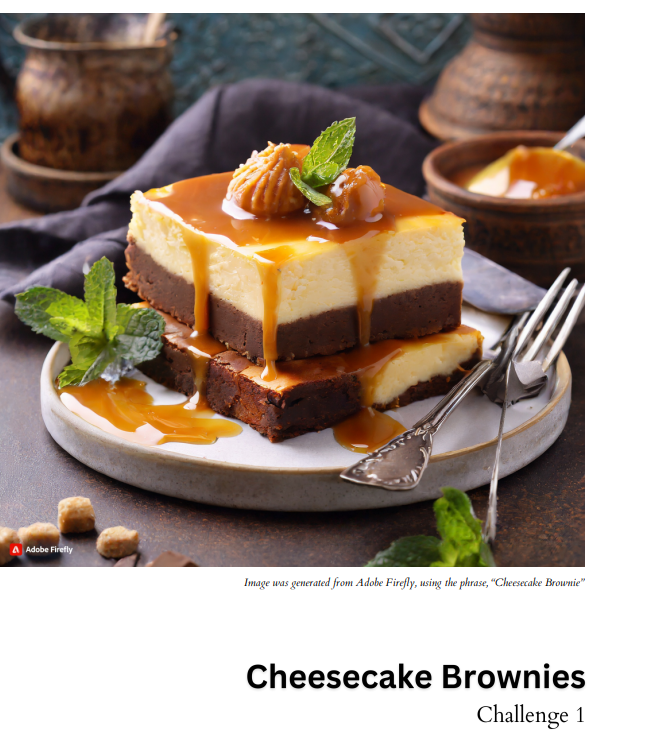 Adobe Firefly
Image was generated from Adobe Firefly, using the phrase, “Cheesecake Brownie”
Cheesecake Brownies
Challenge 1